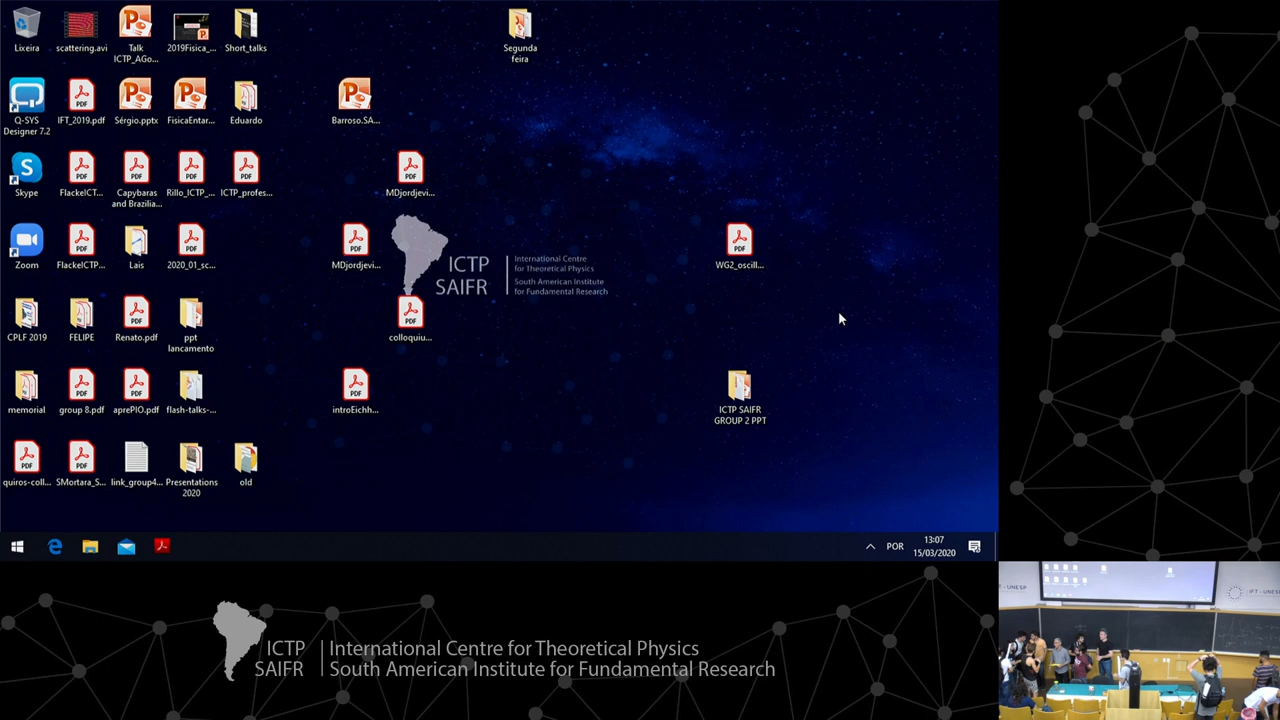 Lixeira
scattering.avi
Talk
ICTP_AGo...
2019Fisica_...
Short_talks
Segunda
feira
Q-SYS
Designer 7.2
IFT_2019.pdf
Sérgio.pptx
FisicaEntar...
Eduardo
Barroso.SA...
Skype
FlackeICT...
Capybaras
and Brazilia...
Rillo_ICTP_...
ICTP_profes...
MDjordjevi...
Zoom
FlackeICTP...
Lais
2020_01_sc...
MDjordjevi...
WG2_oscill...
ICTP
SAIFR
International Centre
for Theoretical Physics
South American Institute
for Fundamental Research
CPLF 2019
FELIPE
Renato.pdf
ppt
lancamento
colloquiu...
memorial
group 8.pdf
aprePIO.pdf
flash-talks-...
introEichh...
ICTP SAIFR
GROUP 2 PPT
quiros-coll...
SMortara_S...
link_group4...
Presentations
2020
old
POR
13:07
15/03/2020
ICTP
SAIFR
International Centre for Theoretical Physics
South American Institute for Fundamental Research
IFT - UNESP